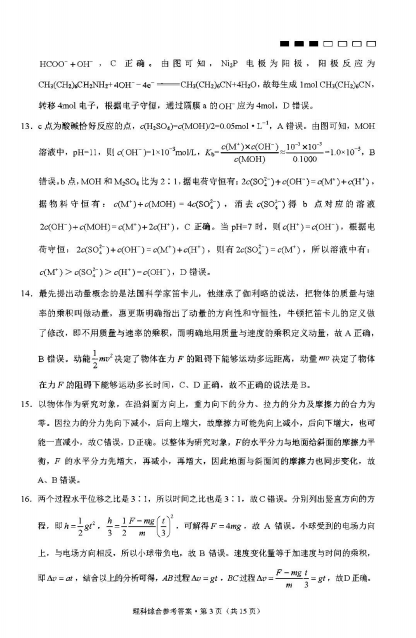 HCOO⁻+OH⁻，C 正确。由图可知，Ni₂P 电极为阳极，阳极反应为
CH₃(CH₂)₆CH₂NH₂+4OH⁻−4e⁻══CH₃(CH₂)₆CN+4H₂O，故每生成 1mol CH₃(CH₂)₆CN，
转移 4mol 电子，根据电子守恒，通过隔膜 a 的 OH⁻应为 4mol，D 错误。
13．c 点为酸碱恰好反应的点，c(H₂SO₄)=c(MOH)/2=0.05mol·L⁻¹，A 错误。由图可知，MOH
溶液中，pH=11，则 c(OH⁻)=1×10⁻³mol/L，K_b=c(M⁺)×c(OH⁻)/c(MOH)≈10⁻³×10⁻³/0.1000=1.0×10⁻⁵，B
错误。b 点，MOH 和 M₂SO₄ 比为 2∶1，据电荷守恒有：2c(SO₄²⁻)+c(OH⁻)=c(M⁺)+c(H⁺)，
据物料守恒有：c(M⁺)+c(MOH)=4c(SO₄²⁻)，消去 c(SO₄²⁻)得 b 点对应的溶液
2c(OH⁻)+c(MOH)=c(M⁺)+2c(H⁺)，C 正确。当 pH=7 时，则 c(H⁺)=c(OH⁻)，根据电
荷守恒：2c(SO₄²⁻)+c(OH⁻)=c(M⁺)+c(H⁺)，则有 2c(SO₄²⁻)=c(M⁺)，所以溶液中有：
c(M⁺)＞c(SO₄²⁻)＞c(H⁺)=c(OH⁻)，D 错误。
14．最先提出动量概念的是法国科学家笛卡儿，他继承了伽利略的说法，把物体的质量与速
率的乘积叫做动量，惠更斯明确指出了动量的方向性和守恒性，牛顿把笛卡儿的定义做
了修改，即不用质量与速率的乘积，而明确地用质量与速度的乘积定义动量，故 A 正确，
B 错误。动能 1/2 mv² 决定了物体在力 F 的阻碍下能够运动多远距离，动量 mv 决定了物体
在力 F 的阻碍下能够运动多长时间，C、D 正确，故不正确的说法是 B。
15．以物体作为研究对象，在沿斜面方向上，重力向下的分力、拉力的分力及摩擦力的合力为
零。因拉力的分力先向下减小，后向上增大，故摩擦力可能先向上减小，后向下增大，也可
能一直减小，故 C 错误，D 正确。以整体为研究对象，F 的水平分力与地面给斜面的摩擦力平
衡，F 的水平分力先增大，再减小，再增大，因此地面与斜面间的摩擦力也同步变化，故
A、B 错误。
16．两个过程水平位移之比是 3∶1，所以时间之比也是 3∶1，故 C 错误。分别列出竖直方向的方
程，即 h=1/2 gt²，h/3=1/2 (F−mg)/m (t/3)²，可解得 F=4mg，故 A 错误。小球受到的电场力向
上，与电场方向相反，所以小球带负电，故 B 错误。速度变化量等于加速度与时间的乘积，
即 Δv=at，结合以上的分析可得，AB 过程 Δv=gt，BC 过程 Δv=(F−mg)/m t/3=gt，故 D 正确。
理科综合参考答案·第 3 页（共 15 页）